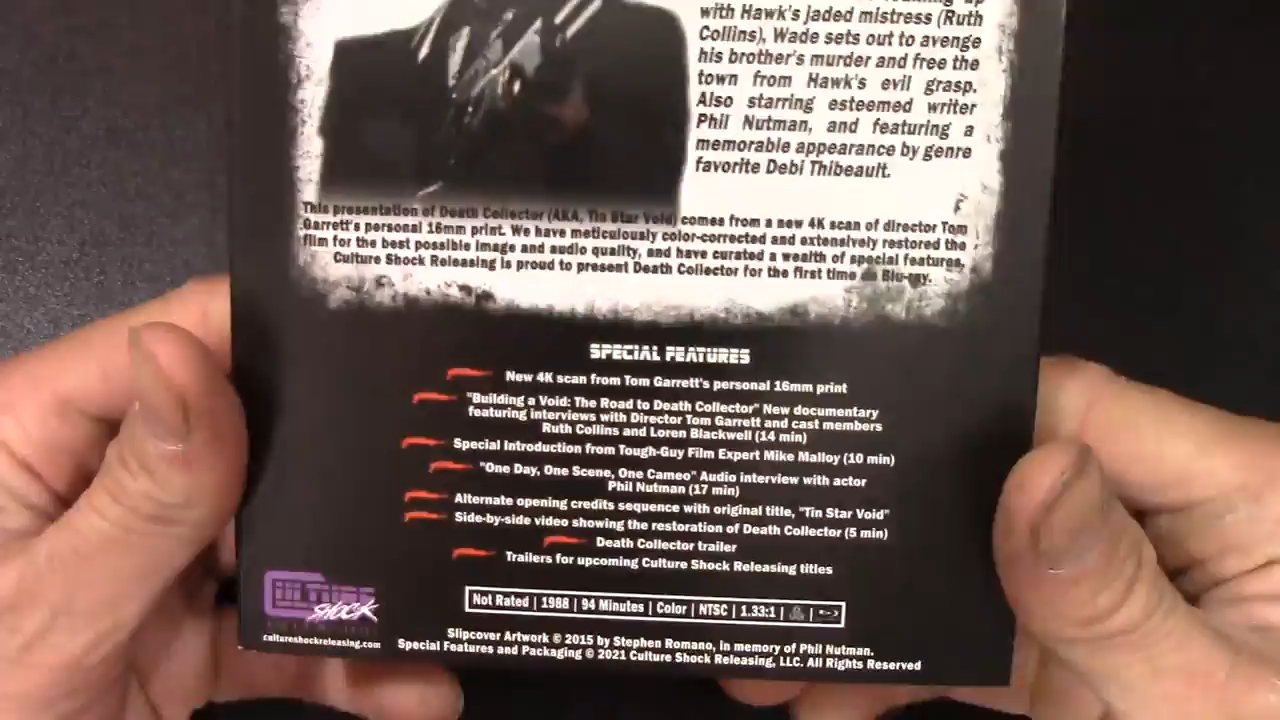 with Hawk's jaded mistress (Ruth
Collins), Wade sets out to avenge
his brother's murder and free the
town from Hawk's evil grasp.
Also starring esteemed writer
Phil Nutman, and featuring a
memorable appearance by genre
favorite Debi Thibeault.
This presentation of Death Collector (AKA, Tin Star Void) comes from a new 4K scan of director Tom
Garrett's personal 16mm print. We have meticulously color-corrected and extensively restored the
film for the best possible image and audio quality, and have curated a wealth of special features.
Culture Shock Releasing is proud to present Death Collector for the first time on Blu-ray.
SPECIAL FEATURES
New 4K scan from Tom Garrett's personal 16mm print
"Building a Void: The Road to Death Collector" New documentary
featuring interviews with Director Tom Garrett and cast members
Ruth Collins and Loren Blackwell (14 min)
Special Introduction from Tough-Guy Film Expert Mike Malloy (10 min)
"One Day, One Scene, One Cameo" Audio interview with actor
Phil Nutman (17 min)
Alternate opening credits sequence with original title, "Tin Star Void"
Side-by-side video showing the restoration of Death Collector (5 min)
Death Collector trailer
Trailers for upcoming Culture Shock Releasing titles
Not Rated | 1988 | 94 Minutes | Color | NTSC | 1.33:1 |
CULTURE
SHOCK
cultureshockreleasing.com
Slipcover Artwork © 2015 by Stephen Romano, in memory of Phil Nutman.
Special Features and Packaging © 2021 Culture Shock Releasing, LLC. All Rights Reserved